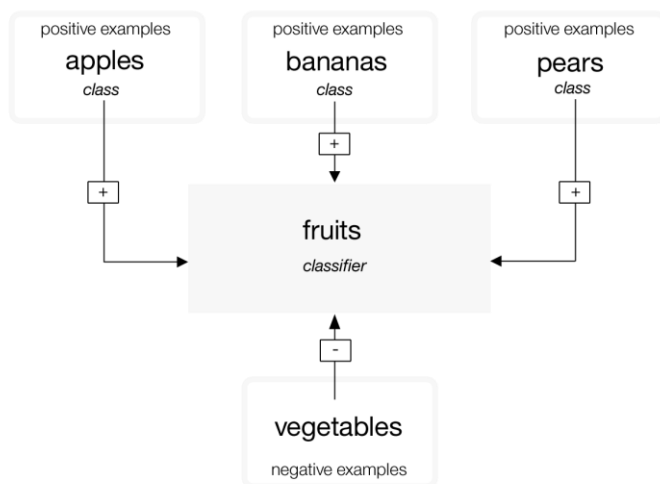 positive examples
apples
class
positive examples
bananas
class
positive examples
pears
class
+
+
+
fruits
classifier
-
vegetables
negative examples